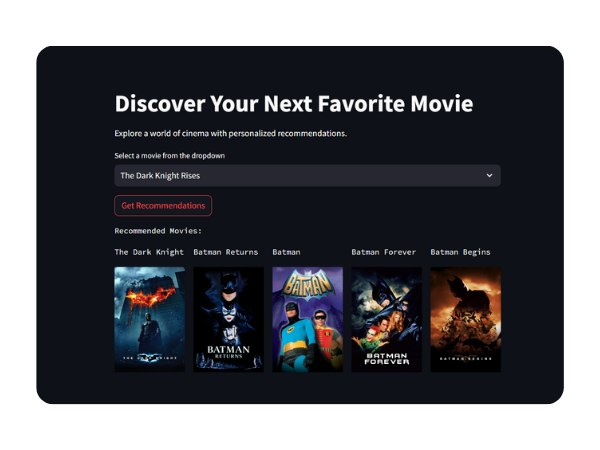 Discover Your Next Favorite Movie
Explore a world of cinema with personalized recommendations.
Select a movie from the dropdown
The Dark Knight Rises
Get Recommendations
Recommended Movies:
The Dark Knight Batman Returns Batman Batman Forever Batman Begins
BATMAN
THE DARK KNIGHT
BATMAN
RETURNS
BATMAN
FOREVER
BATMAN BEGINS